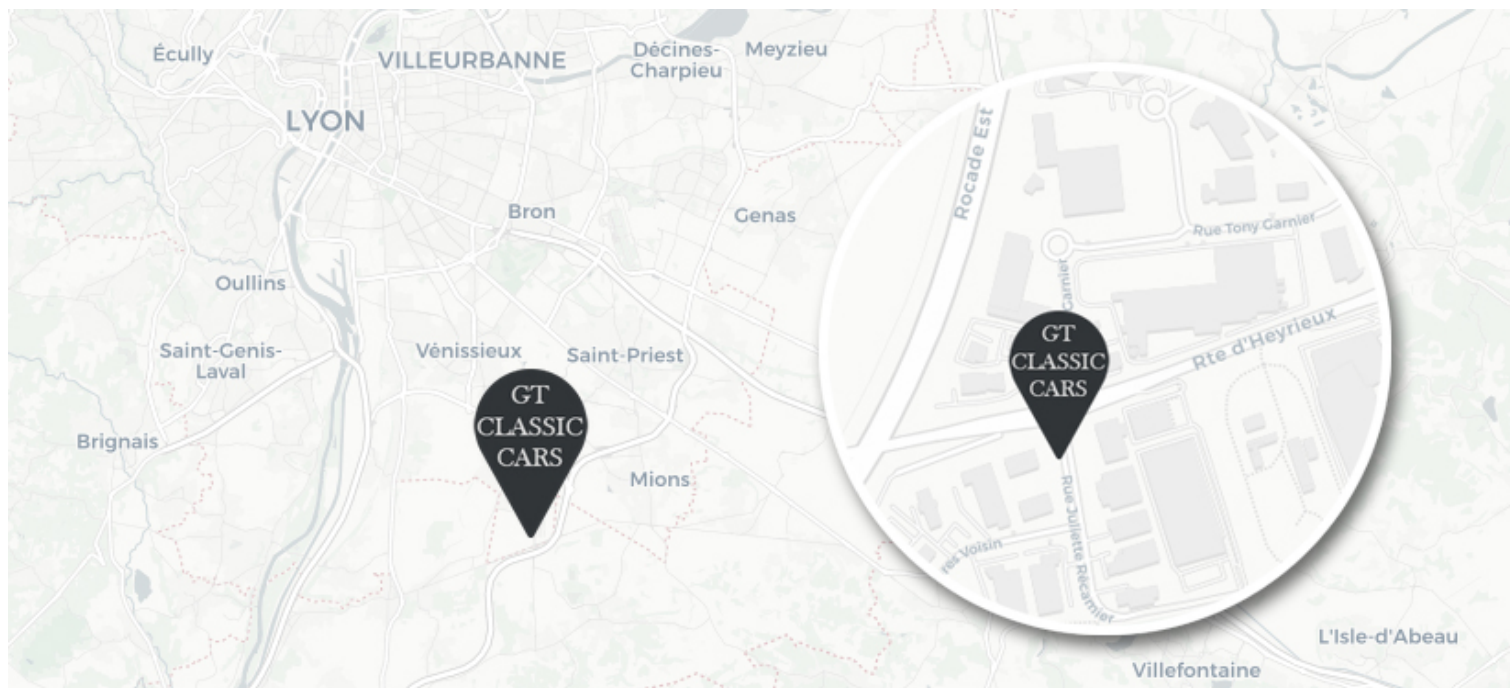 Écully
VILLEURBANNE
Décines-
Charpieu
Meyzieu
LYON
Bron
Genas
Oullins
Saint-Genis-
Laval
Vénissieux
Saint-Priest
GT
CLASSIC
CARS
Brignais
Mions
Rocade Est
Rue Tony Garnier
Garnier
Rte d'Heyrieux
GT
CLASSIC
CARS
res Voisin
Rue Juliette Récamier
L'Isle-d'Abeau
Villefontaine